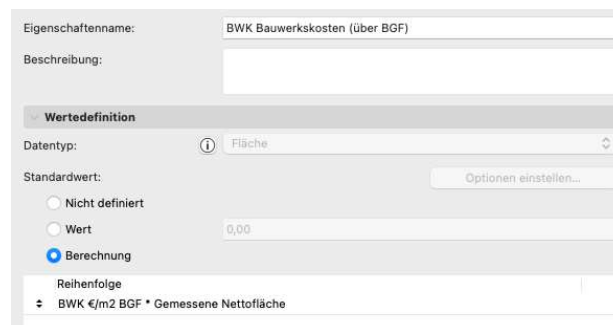 Eigenschaftenname: BWK Bauwerkskosten (über BGF)
Beschreibung:
Wertedefinition
Datentyp: i Fläche
Standardwert: Optionen einstellen...
Nicht definiert
Wert 0,00
Berechnung
Reihenfolge
BWK €/m2 BGF * Gemessene Nettofläche